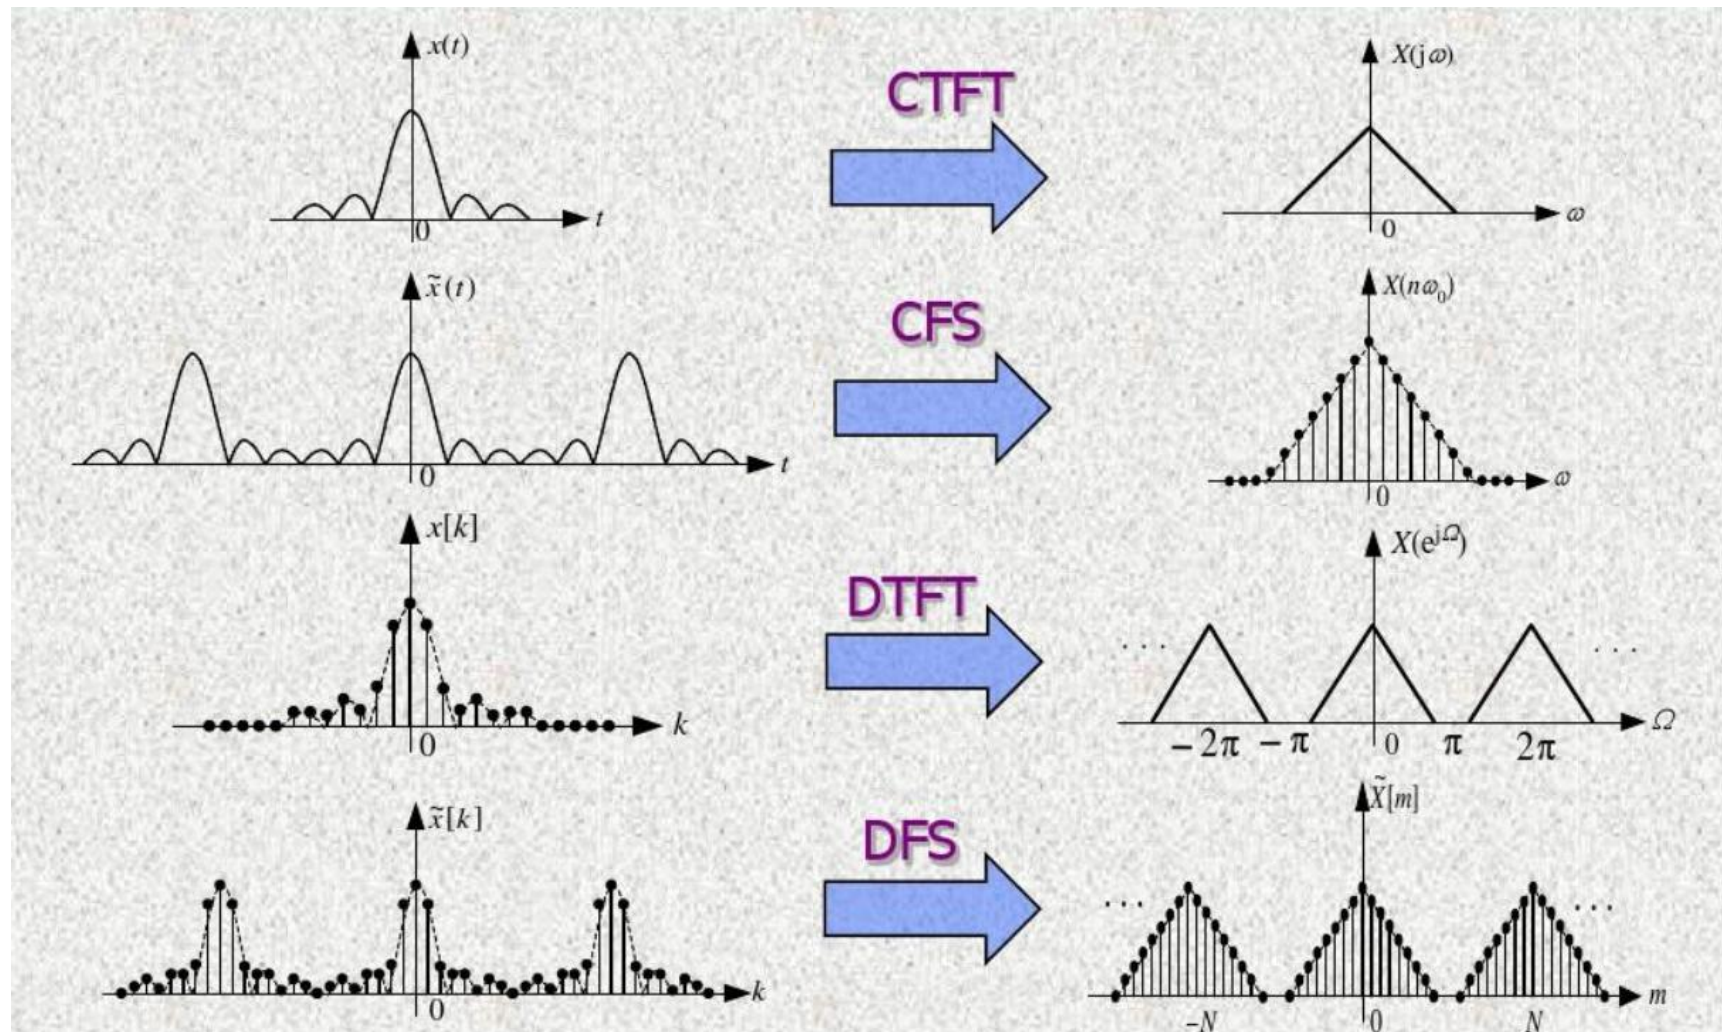 x(t)
CTFT
X(jω)
t
0
ω
0
x̃(t)
CFS
X(nω₀)
t
0
ω
0
x[k]
DTFT
X(e^{jΩ})
. . .
. . .
k
0
Ω
−2π −π 0 π 2π
x̃[k]
DFS
X̃[m]
. . .
. . .
k
0
m
-N 0 N